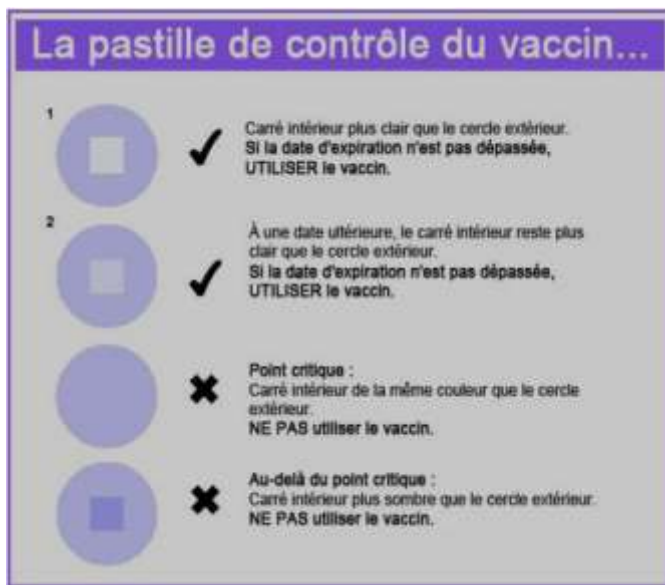 La pastille de contrôle du vaccin...
1
Carré intérieur plus clair que le cercle extérieur.
Si la date d'expiration n'est pas dépassée,
UTILISER le vaccin.
2
À une date ultérieure, le carré intérieur reste plus
clair que le cercle extérieur.
Si la date d'expiration n'est pas dépassée,
UTILISER le vaccin.
Point critique :
Carré intérieur de la même couleur que le cercle
extérieur.
NE PAS utiliser le vaccin.
Au-delà du point critique :
Carré intérieur plus sombre que le cercle extérieur.
NE PAS utiliser le vaccin.